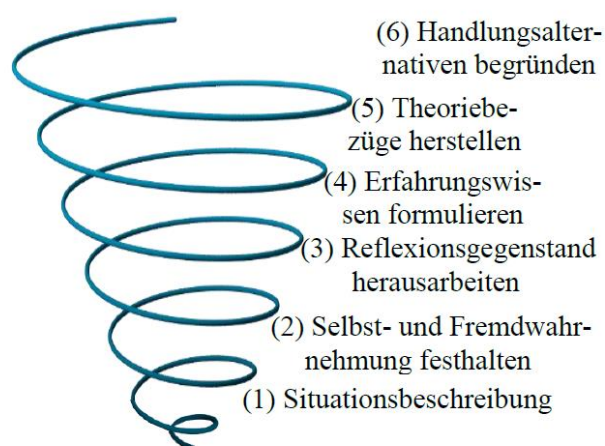 (6) Handlungsalter-
nativen begründen
(5) Theoriebe-
züge herstellen
(4) Erfahrungswis-
sen formulieren
(3) Reflexionsgegenstand
herausarbeiten
(2) Selbst- und Fremdwahr-
nehmung festhalten
(1) Situationsbeschreibung